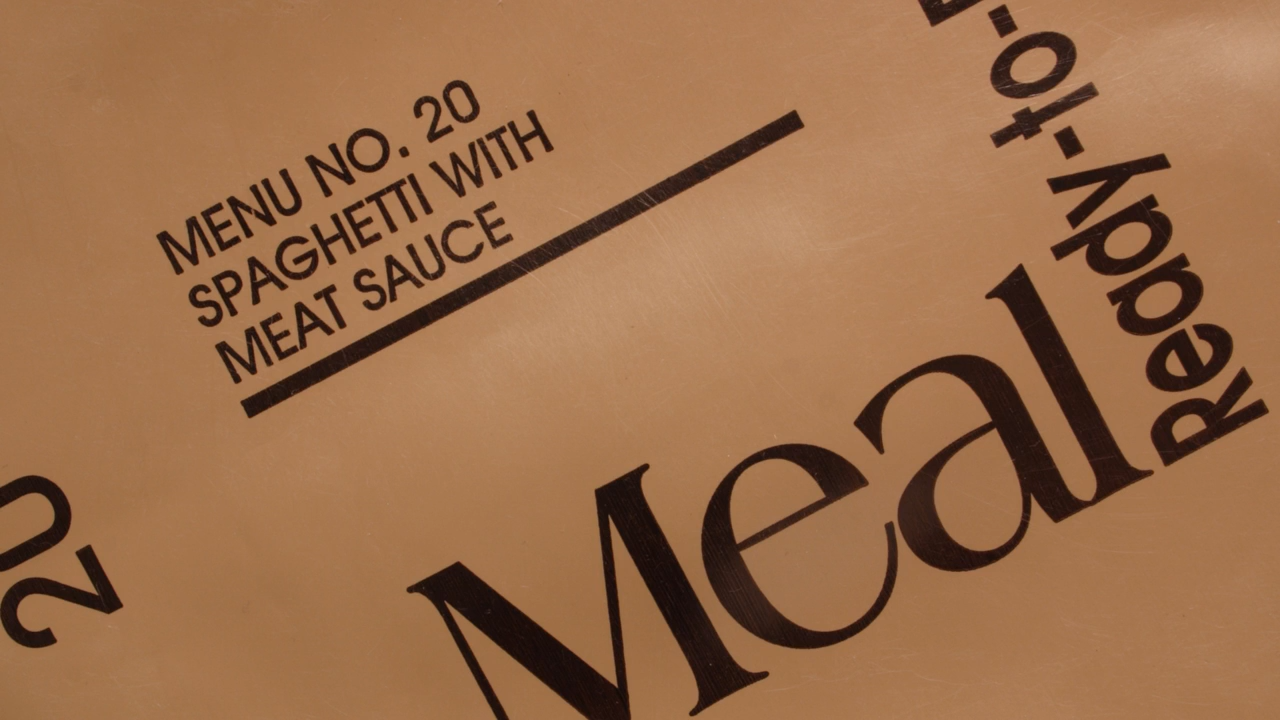 MENU NO. 20
SPAGHETTI WITH
MEAT SAUCE
Meal
Ready-to-
20